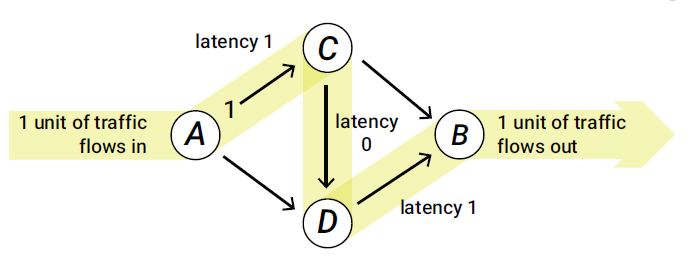 latency 1
C
1 unit of traffic
flows in
A
1
latency
0
B
1 unit of traffic
flows out
D
latency 1